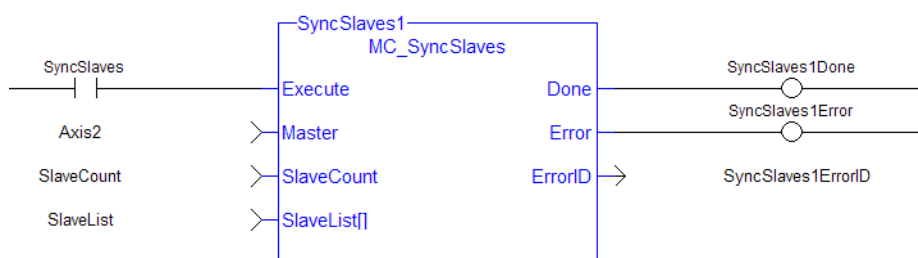 SyncSlaves1
MC_SyncSlaves
SyncSlaves
Execute
Done
SyncSlaves1Done
Axis2
Master
Error
SyncSlaves1Error
SlaveCount
SlaveCount
ErrorID
SyncSlaves1ErrorID
SlaveList
SlaveList[]